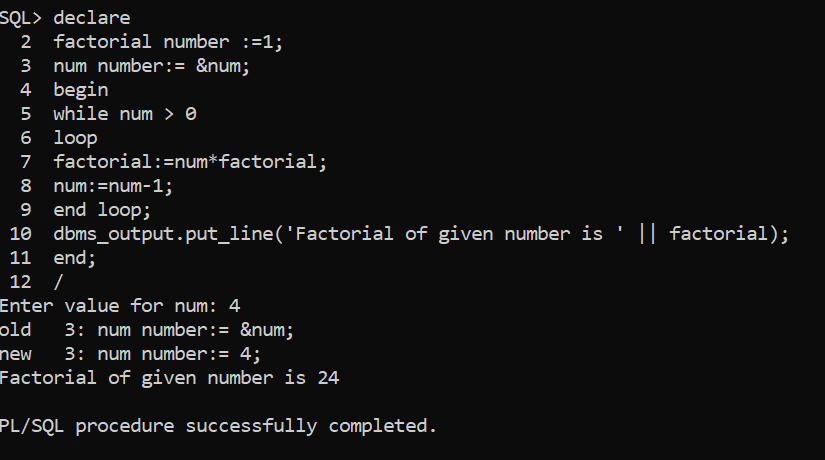 SQL> declare
  2  factorial number :=1;
  3  num number:= &num;
  4  begin
  5  while num > 0
  6  loop
  7  factorial:=num*factorial;
  8  num:=num-1;
  9  end loop;
 10  dbms_output.put_line('Factorial of given number is ' || factorial);
 11  end;
 12  /
Enter value for num: 4
old   3: num number:= &num;
new   3: num number:= 4;
Factorial of given number is 24

PL/SQL procedure successfully completed.